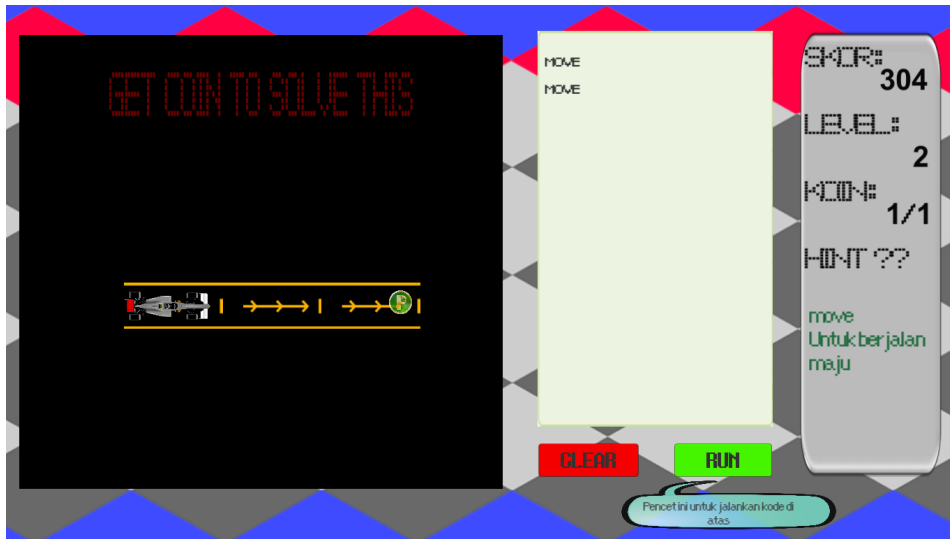 GET COIN TO SOLVE THIS
MOVE
MOVE
CLEAR
RUN
Pencet ini untuk jalankan kode di
atas
SKOR:
304
LEVEL:
2
KOIN:
1/1
HINT ??
move
Untuk berjalan
maju